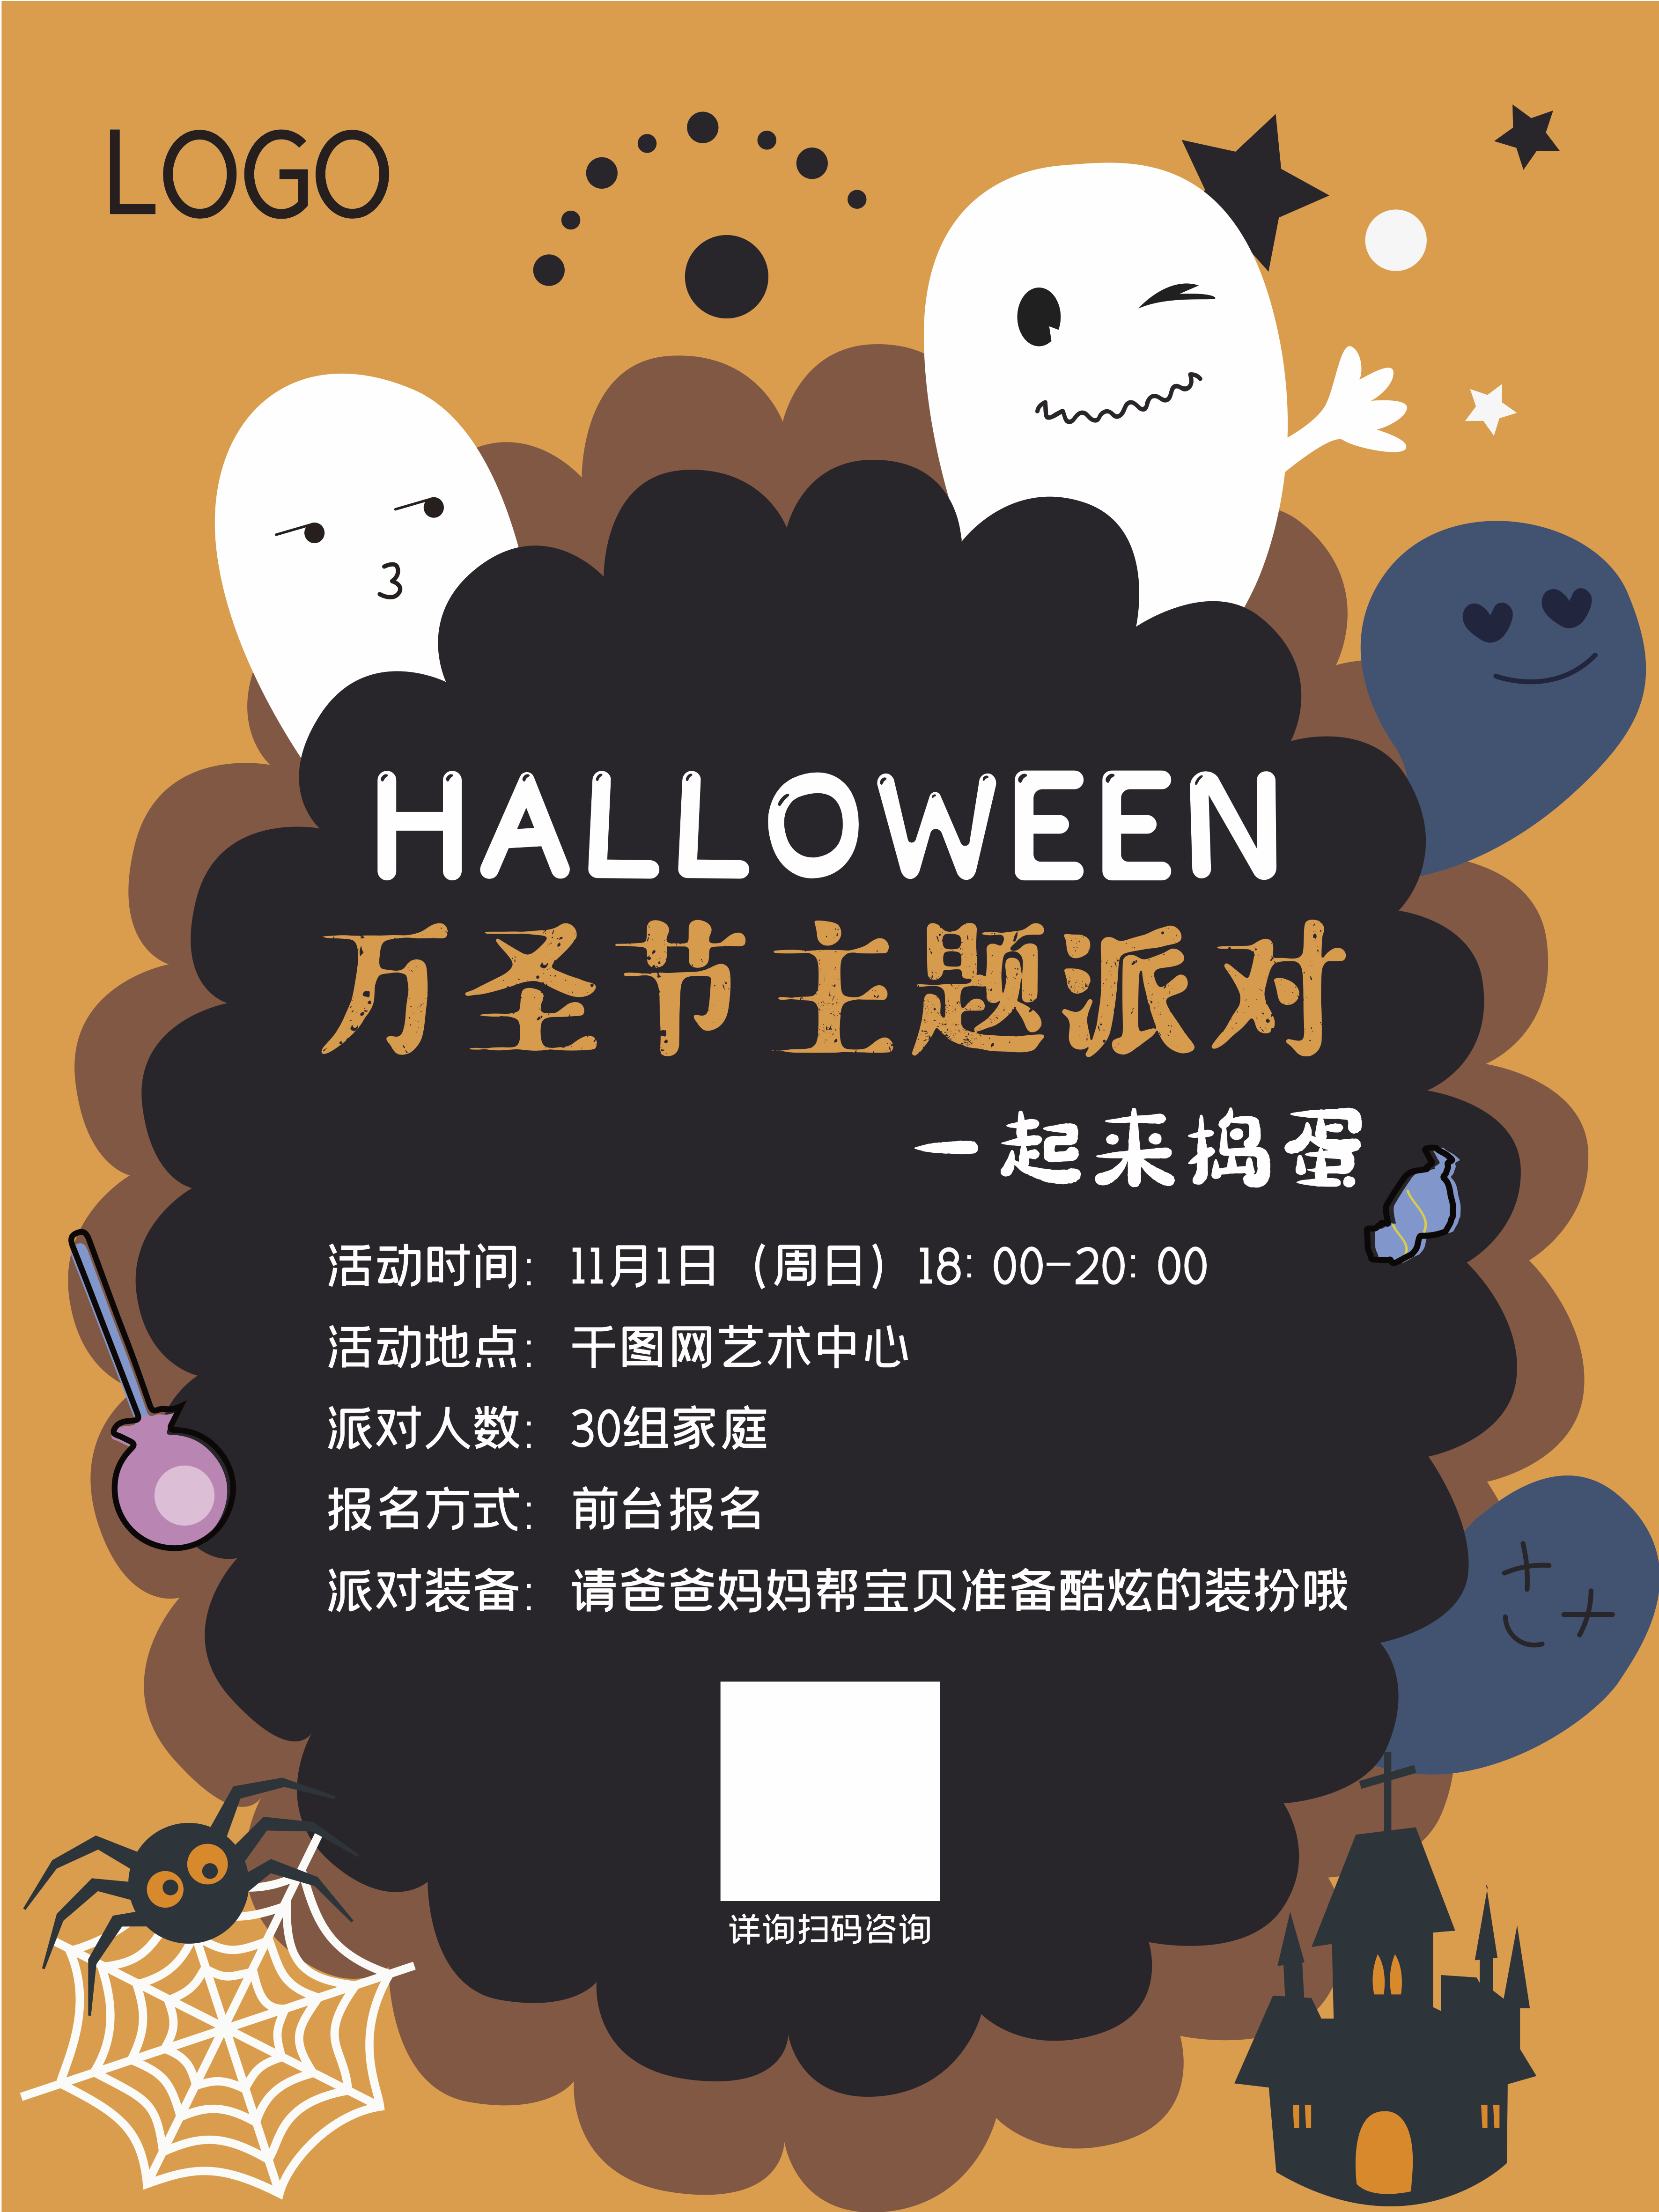 LOGO
HALLOWEEN
万圣节主题派对
一起来捣蛋
活动时间： 11月1日 （周日） 18：00-20：00
活动地点： 千图网艺术中心
派对人数： 30组家庭
报名方式： 前台报名
派对装备： 请爸爸妈妈帮宝贝准备酷炫的装扮哦
详询扫码咨询